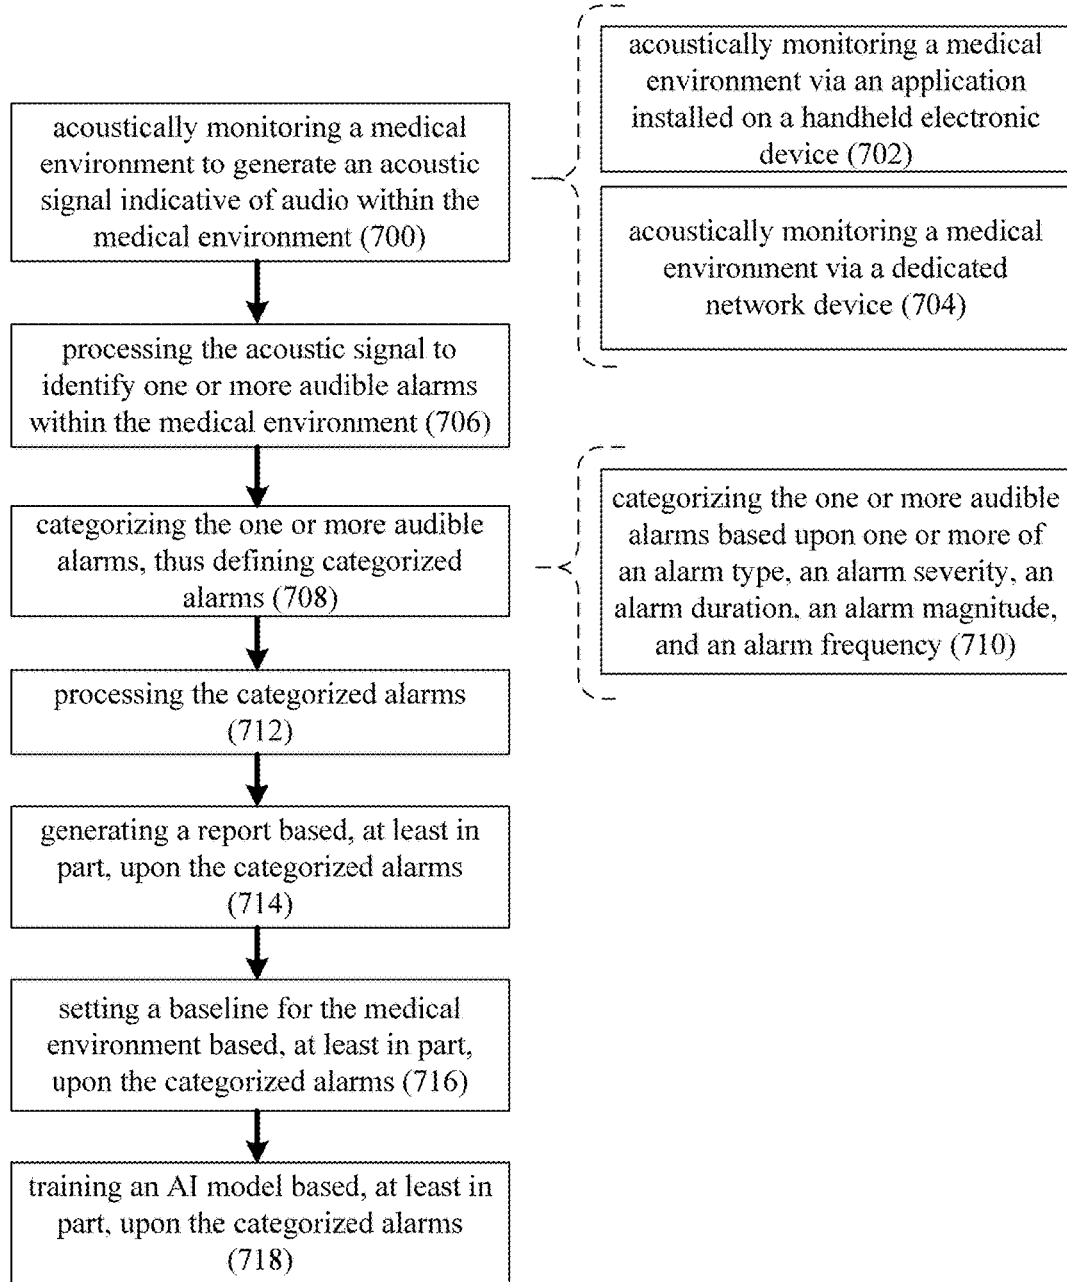 acoustically monitoring a medical
environment to generate an acoustic
signal indicative of audio within the
medical environment (700)
acoustically monitoring a medical
environment via an application
installed on a handheld electronic
device (702)
acoustically monitoring a medical
environment via a dedicated
network device (704)
processing the acoustic signal to
identify one or more audible alarms
within the medical environment (706)
categorizing the one or more audible
alarms, thus defining categorized
alarms (708)
categorizing the one or more audible
alarms based upon one or more of
an alarm type, an alarm severity, an
alarm duration, an alarm magnitude,
and an alarm frequency (710)
processing the categorized alarms
(712)
generating a report based, at least in
part, upon the categorized alarms
(714)
setting a baseline for the medical
environment based, at least in part,
upon the categorized alarms (716)
training an AI model based, at least in
part, upon the categorized alarms
(718)